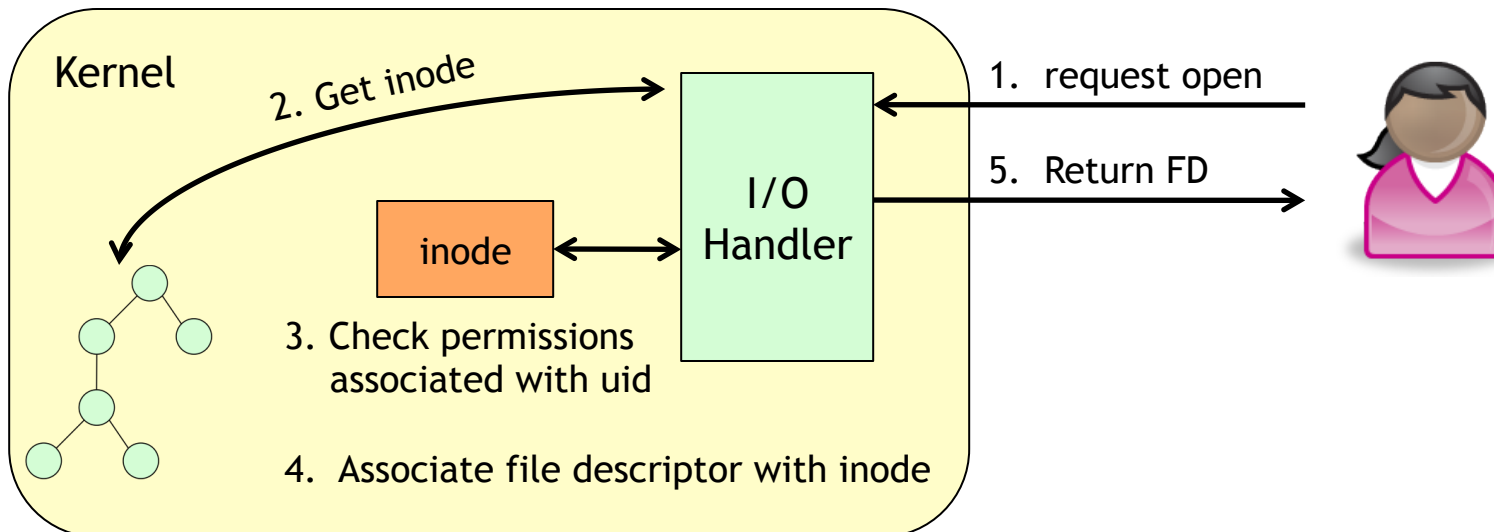 Kernel
2. Get inode
1. request open
5. Return FD
I/O
Handler
inode
3. Check permissions
associated with uid
4. Associate file descriptor with inode